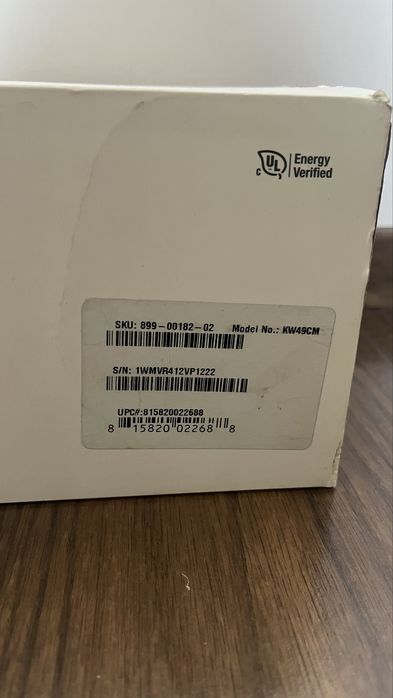 c UL Energy
Verified
SKU: 899-00182-02 Model No.: KW49CM
S/N: 1WMVR412VP1222
UPC#:815820022688
8 15820 02268 8